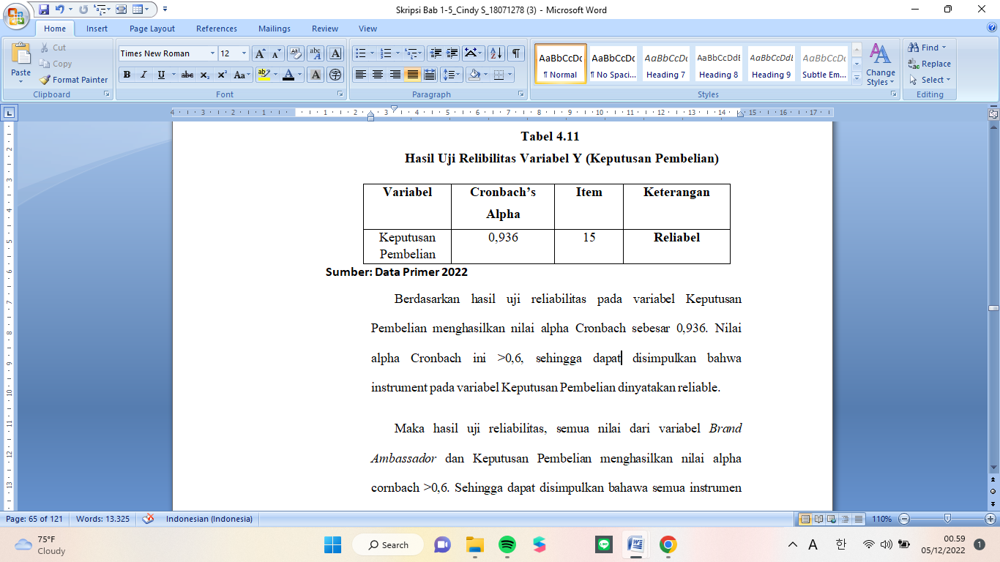 Skripsi Bab 1-5_Cindy S_18071278 (3) - Microsoft Word
Home Insert Page Layout References Mailings Review View
Paste
Cut
Copy
Format Painter
Clipboard
Times New Roman 12
Font
Paragraph
AaBbCcDc AaBbCcDc AaBbCcDc AaBbCcDdE AaBbCcDdE AaBbCcDc
¶ Normal ¶ No Spaci... Heading 7 Heading 8 Heading 9 Subtle Em...
Change Styles
Styles
Find
Replace
Select
Editing
Tabel 4.11
Hasil Uji Relibilitas Variabel Y (Keputusan Pembelian)
Variabel Cronbach’s Alpha Item Keterangan
Keputusan Pembelian 0,936 15 Reliabel
Sumber: Data Primer 2022
Berdasarkan hasil uji reliabilitas pada variabel Keputusan
Pembelian menghasilkan nilai alpha Cronbach sebesar 0,936. Nilai
alpha Cronbach ini >0,6, sehingga dapat disimpulkan bahwa
instrument pada variabel Keputusan Pembelian dinyatakan reliable.
Maka hasil uji reliabilitas, semua nilai dari variabel Brand
Ambassador dan Keputusan Pembelian menghasilkan nilai alpha
cornbach >0,6. Sehingga dapat disimpulkan bahawa semua instrumen
Page: 65 of 121 Words: 13.325 Indonesian (Indonesia) 110%
75°F
Cloudy
Search
A 한
00.59
05/12/2022
1